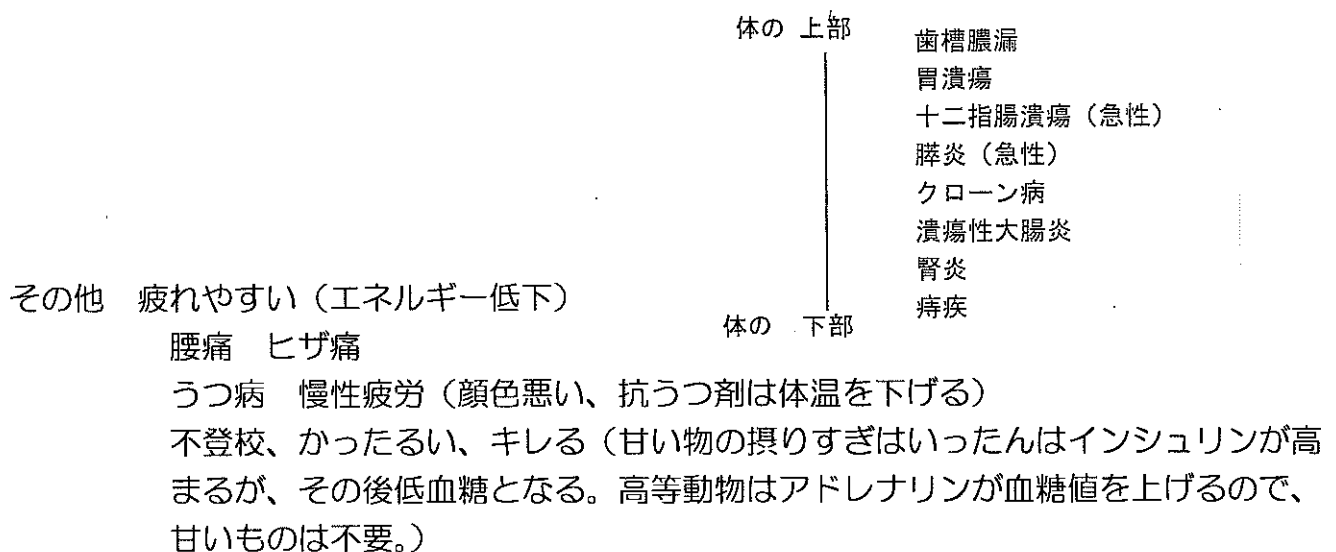 体の 上部
歯槽膿漏
胃潰瘍
十二指腸潰瘍（急性）
膵炎（急性）
クローン病
潰瘍性大腸炎
腎炎
痔疾
体の 下部
その他 疲れやすい（エネルギー低下）
腰痛 ヒザ痛
うつ病 慢性疲労（顔色悪い、抗うつ剤は体温を下げる）
不登校、かったるい、キレる（甘い物の摂りすぎはいったんはインシュリンが高
まるが、その後低血糖となる。高等動物はアドレナリンが血糖値を上げるので、
甘いものは不要。）